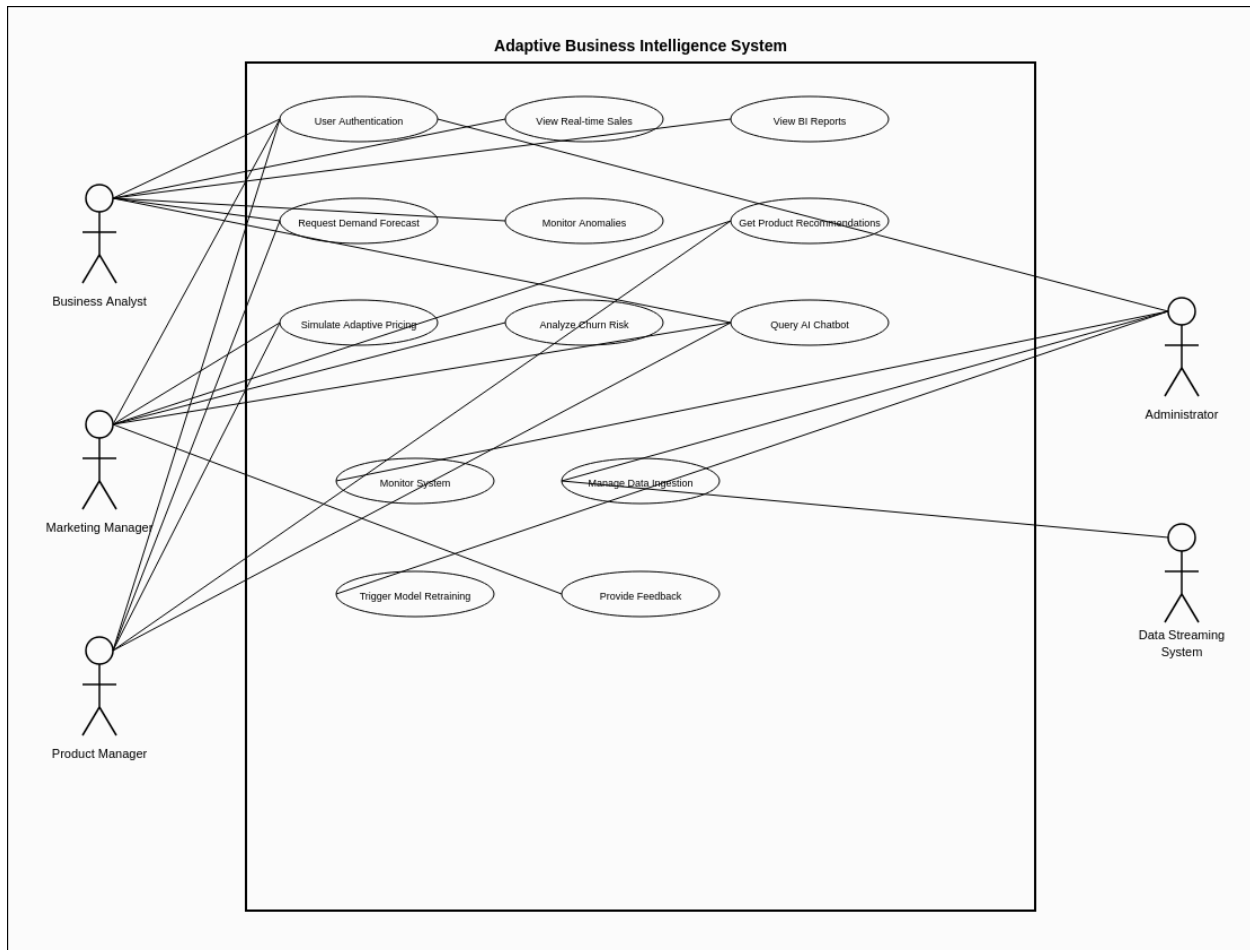 Adaptive Business Intelligence System
User Authentication
View Real-time Sales
View BI Reports
Request Demand Forecast
Monitor Anomalies
Get Product Recommendations
Business Analyst
Simulate Adaptive Pricing
Analyze Churn Risk
Query AI Chatbot
Administrator
Monitor System
Manage Data Ingestion
Marketing Manager
Trigger Model Retraining
Provide Feedback
Data Streaming
System
Product Manager